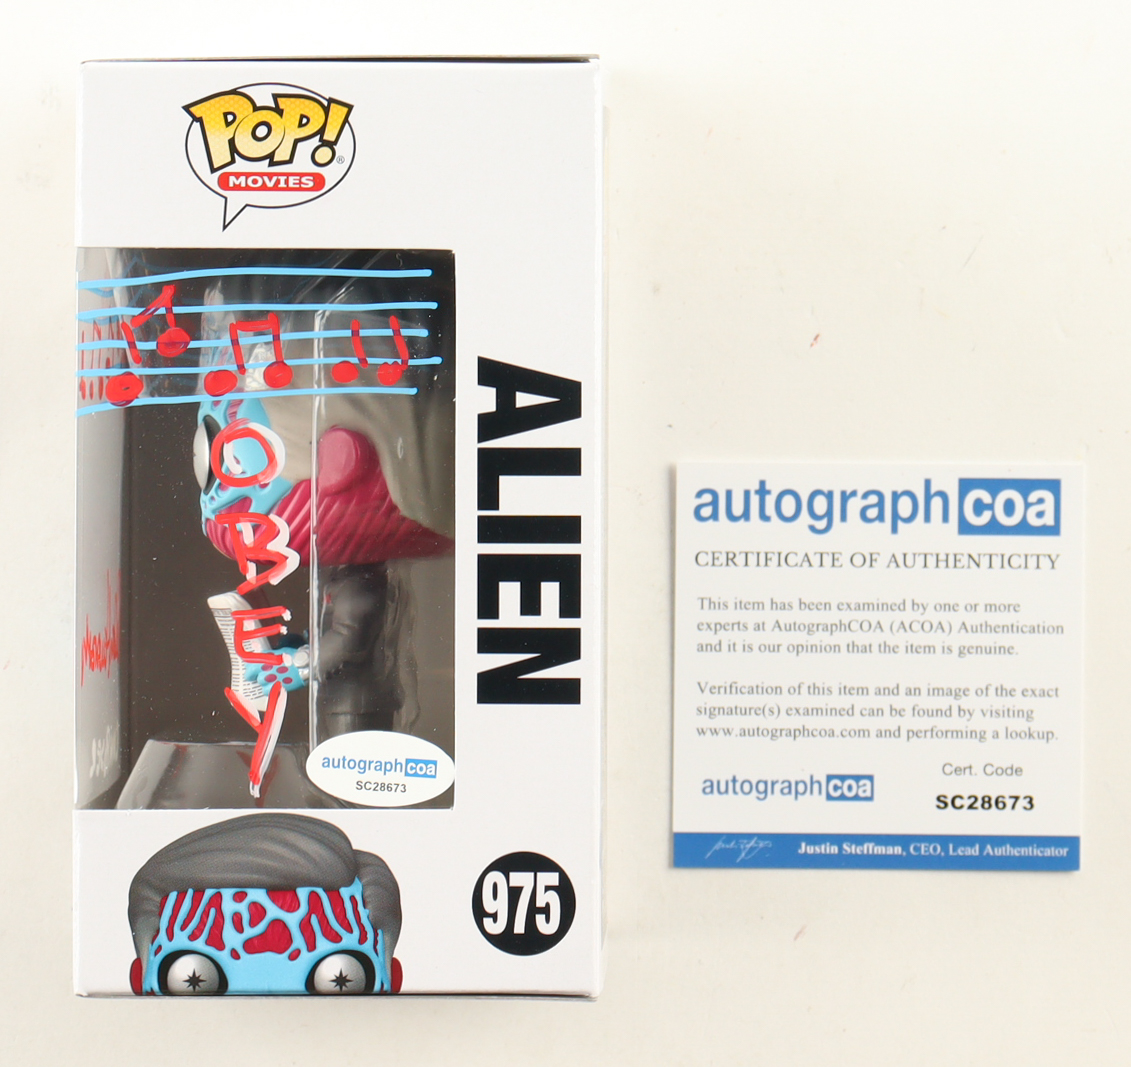 POP!
®
MOVIES
ALIEN
OBEY
autographcoa
SC28673
975
autographcoa
CERTIFICATE OF AUTHENTICITY
This item has been examined by one or more
experts at AutographCOA (ACOA) Authentication
and it is our opinion that the item is genuine.
Verification of this item and an image of the exact
signature(s) examined can be found by visiting
www.autographcoa.com and performing a lookup.
autographcoa
Cert. Code
SC28673
Justin Steffman, CEO, Lead Authenticator